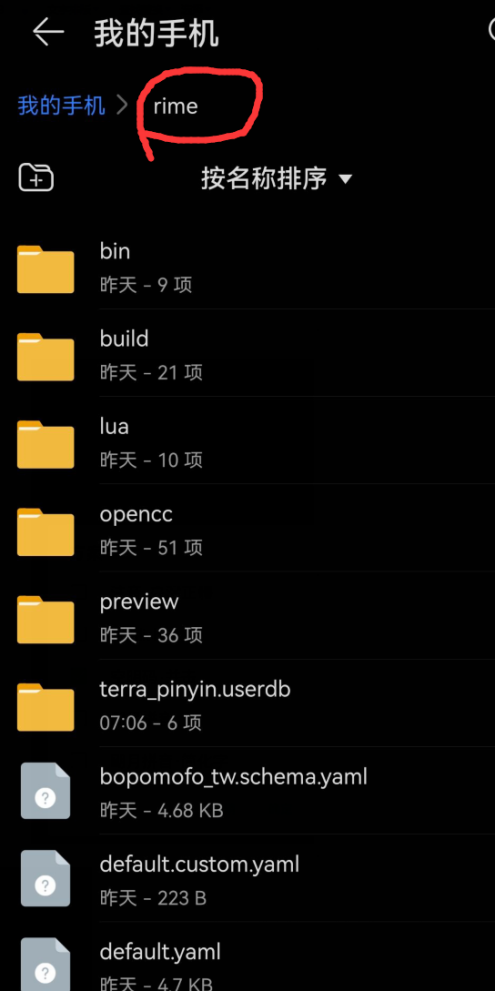 我的手机
我的手机 > rime
按名称排序
bin
昨天 - 9 项
build
昨天 - 21 项
lua
昨天 - 10 项
opencc
昨天 - 51 项
preview
昨天 - 36 项
terra_pinyin.userdb
07:06 - 6 项
bopomofo_tw.schema.yaml
昨天 - 4.68 KB
default.custom.yaml
昨天 - 223 B
default.yaml
昨天 - 4.7 KB